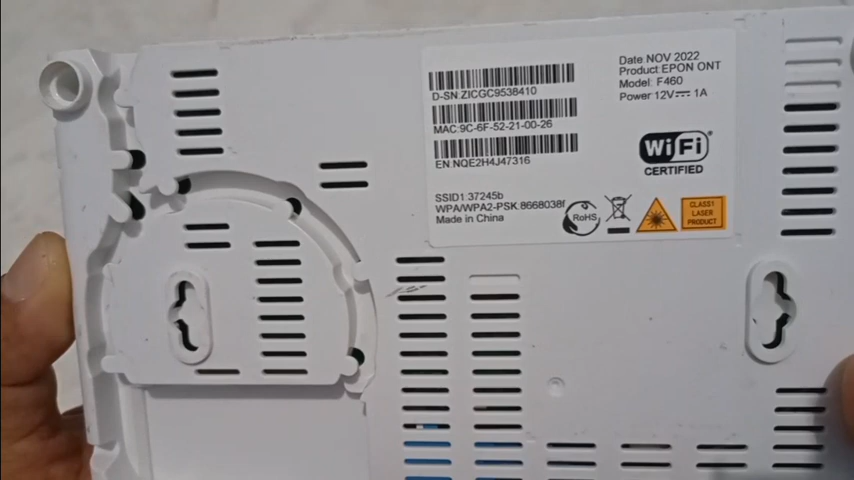 D-SN:ZICGC9538410
MAC:9C-6F-52-21-00-26
EN:NQE2H4J47316
SSID1 37245b
WPA/WPA2-PSK:8668038f
Made in China
Date NOV 2022
Product EPON ONT
Model: F460
Power 12V⎓ 1A
WiFi®
CERTIFIED
RoHS
CLASS1
LASER
PRODUCT